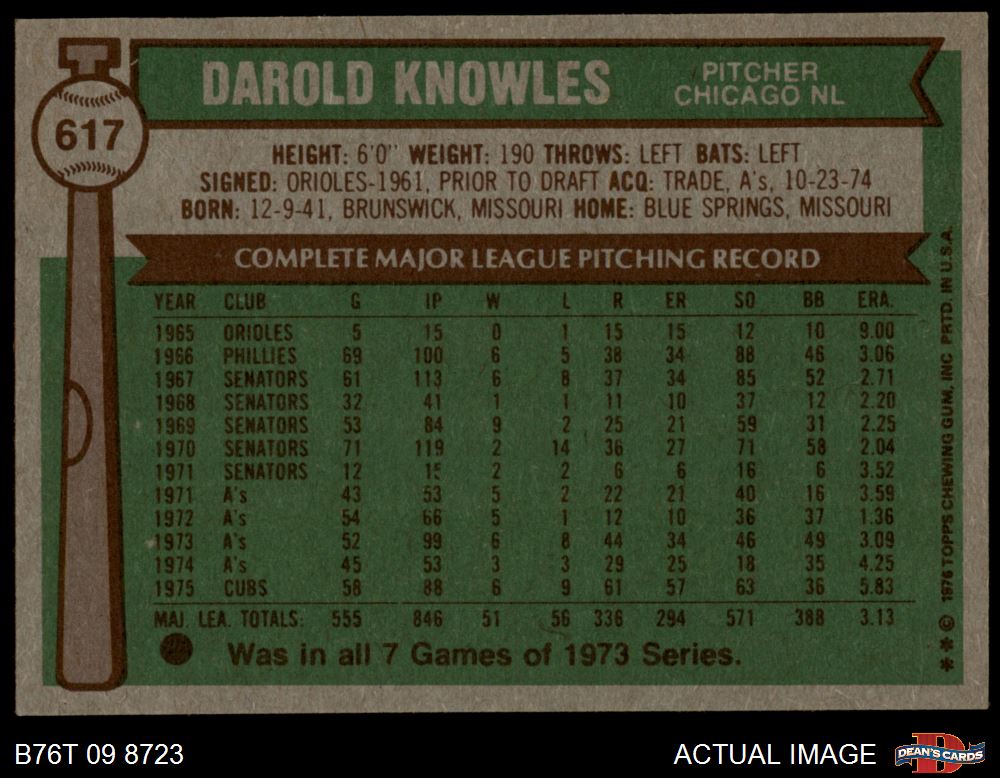 DAROLD KNOWLES
PITCHER
CHICAGO NL
617
HEIGHT: 6'0" WEIGHT: 190 THROWS: LEFT BATS: LEFT
SIGNED: ORIOLES-1961, PRIOR TO DRAFT ACQ: TRADE, A's, 10-23-74
BORN: 12-9-41, BRUNSWICK, MISSOURI HOME: BLUE SPRINGS, MISSOURI
COMPLETE MAJOR LEAGUE PITCHING RECORD
YEAR CLUB G IP W L R ER SO BB ERA.
1965 ORIOLES 5 15 0 1 15 15 12 10 9.00
1966 PHILLIES 69 100 6 5 38 34 88 46 3.06
1967 SENATORS 61 113 6 8 37 34 85 52 2.71
1968 SENATORS 32 41 1 1 11 10 37 12 2.20
1969 SENATORS 53 84 9 2 25 21 59 31 2.25
1970 SENATORS 71 119 2 14 36 27 71 58 2.04
1971 SENATORS 12 15 2 2 6 6 16 6 3.52
1971 A's 43 53 5 2 22 21 40 16 3.59
1972 A's 54 66 5 1 12 10 36 37 1.36
1973 A's 52 99 6 8 44 34 46 49 3.09
1974 A's 45 53 3 3 29 25 18 35 4.25
1975 CUBS 58 88 6 9 61 57 63 36 5.83
MAJ. LEA. TOTALS: 555 846 51 56 336 294 571 388 3.13
Was in all 7 Games of 1973 Series.
**© 1976 TOPPS CHEWING GUM, INC PRTD. IN U.S.A.
B76T 09 8723
ACTUAL IMAGE
D
DEAN'S CARDS